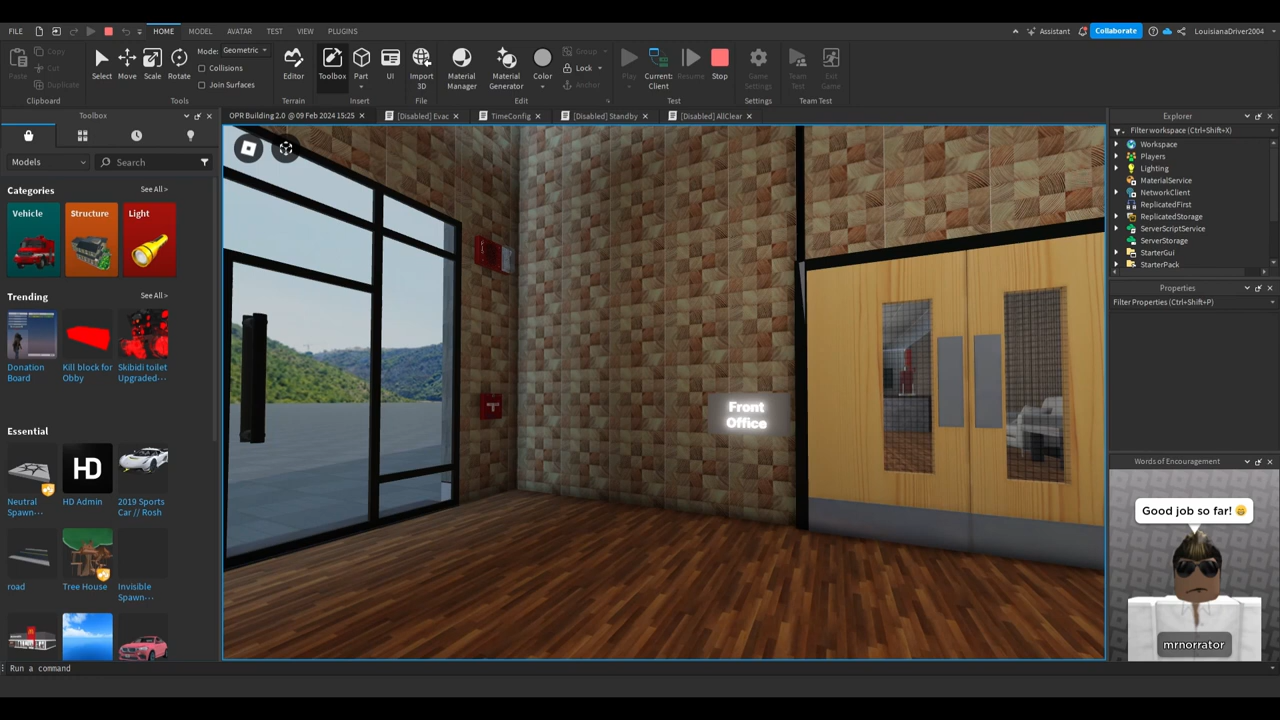 FILE
HOME
MODEL
AVATAR
TEST
VIEW
PLUGINS
Assistant
Collaborate
LouisianaDriver2004
Paste
Copy
Cut
Duplicate
Clipboard
Select
Move
Scale
Rotate
Mode: Geometric
Collisions
Join Surfaces
Tools
Editor
Terrain
Toolbox
Part
UI
Insert
Import
3D
File
Material
Manager
Material
Generator
Color
Group
Lock
Anchor
Edit
Play
Current:
Client
Resume
Stop
Test
Game
Settings
Settings
Team
Test
Exit
Game
Team Test
Toolbox
OPR Building 2.0 @ 09 Feb 2024 15:25
[Disabled] Evac
TimeConfig
[Disabled] Standby
[Disabled] AllClear
Models
Search
Categories
See All >
Vehicle
Structure
Light
Trending
See All >
Donation
Board
Kill block for
Obby
Skibidi toilet
Upgraded...
Essential
See All >
HD
Neutral
Spawn...
HD Admin
2019 Sports
Car // Rosh
road
Tree House
Invisible
Spawn...
Front
Office
Explorer
Filter workspace (Ctrl+Shift+X)
Workspace
Players
Lighting
MaterialService
NetworkClient
ReplicatedFirst
ReplicatedStorage
ServerScriptService
ServerStorage
StarterGui
StarterPack
Properties
Filter Properties (Ctrl+Shift+P)
Words of Encouragement
Good job so far! 😄
mrnorrator
Run a command